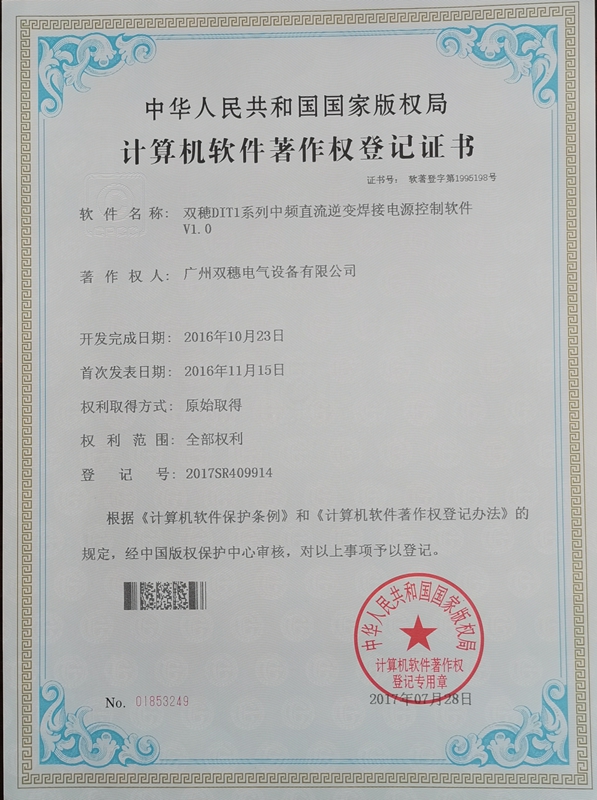 中华人民共和国国家版权局
计算机软件著作权登记证书
证书号： 软著登字第1995198号
软件名称： 双穗DIT1系列中频直流逆变焊接电源控制软件
V1.0
著作权人： 广州双穗电气设备有限公司
开发完成日期： 2016年10月23日
首次发表日期： 2016年11月15日
权利取得方式： 原始取得
权利范围： 全部权利
登记号： 2017SR409914
根据《计算机软件保护条例》和《计算机软件著作权登记办法》的
规定，经中国版权保护中心审核，对以上事项予以登记。
中华人民共和国国家版权局
计算机软件著作权
登记专用章
No. 01853249
2017年07月28日